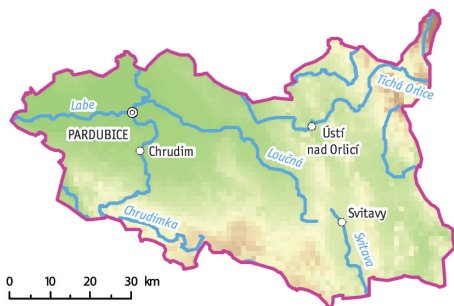 Tichá Orlice
Labe
PARDUBICE
Ústí
nad Orlicí
Chrudim
Loučná
Chrudimka
Svitavy
Svitava
0 10 20 30 km